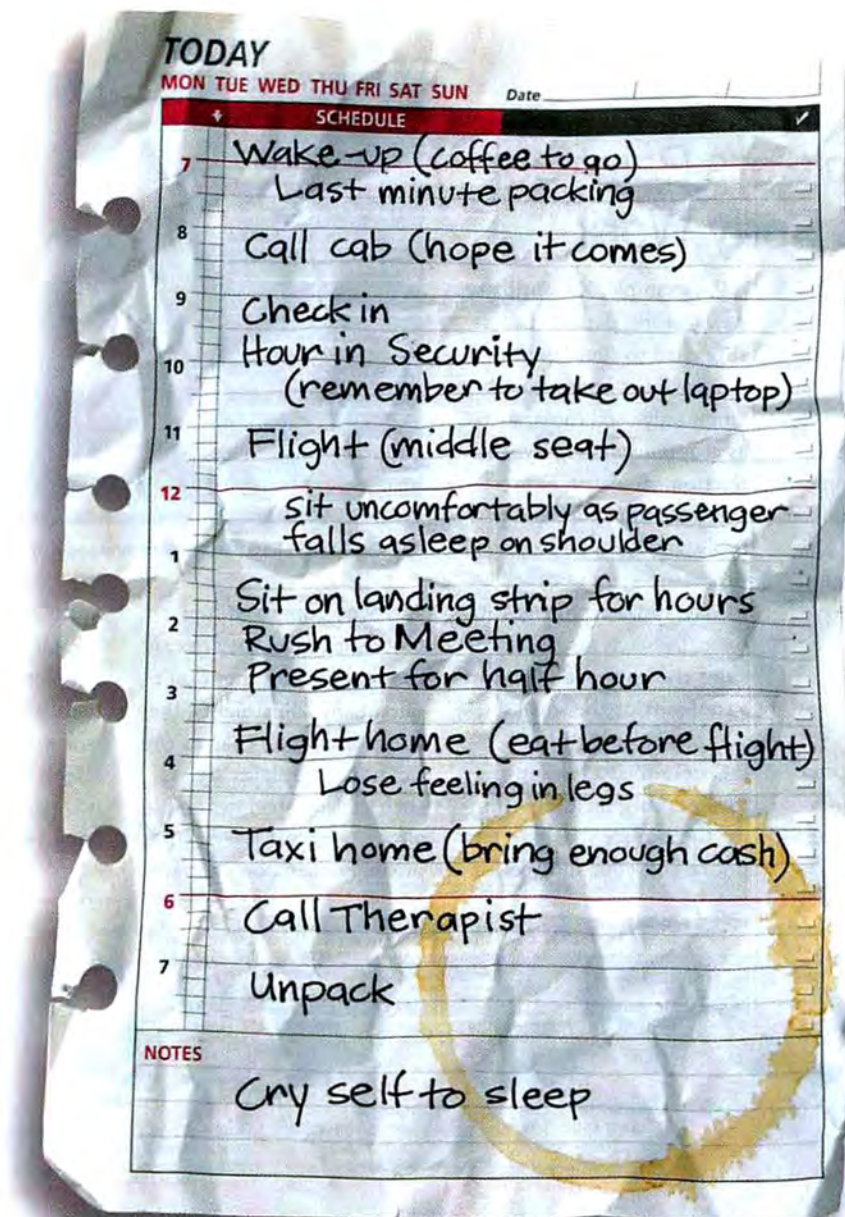 TODAY
MON TUE WED THU FRI SAT SUN Date
SCHEDULE
7 Wake-up (coffee to go)
Last minute packing
8
Call cab (hope it comes)
9
Check in
Hour in Security
10
(remember to take out laptop)
11
Flight (middle seat)
12
sit uncomfortably as passenger
falls asleep on shoulder
1
Sit on landing strip for hours
2
Rush to Meeting
Present for half hour
3
Flight home (eat before flight)
4
Lose feeling in legs
5
Taxi home (bring enough cash)
6
Call Therapist
7
Unpack
NOTES
Cry self to sleep